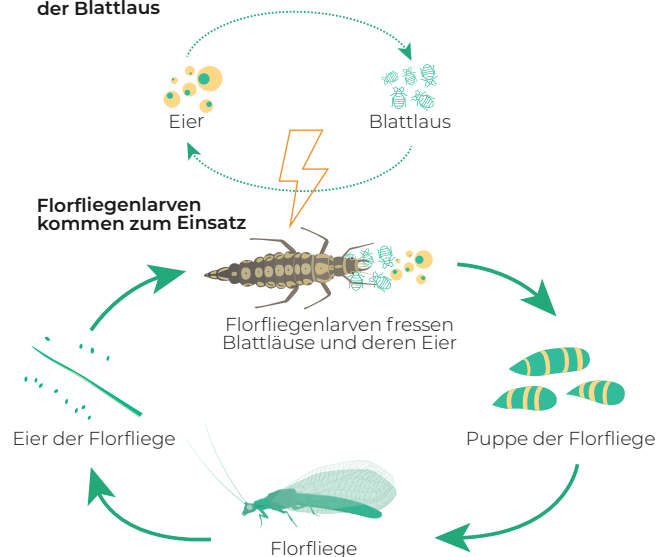 der Blattlaus
Eier
Blattlaus
Florfliegenlarven
kommen zum Einsatz
Florfliegenlarven fressen
Blattläuse und deren Eier
Eier der Florfliege
Puppe der Florfliege
Florfliege